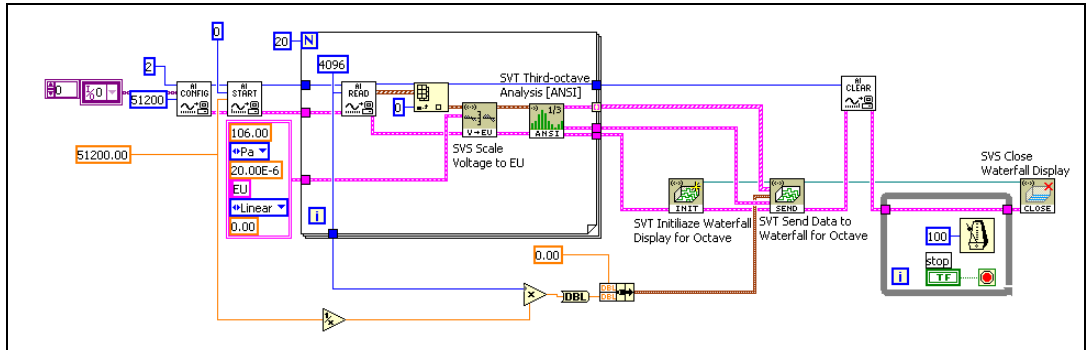 0
20
N
2
4096
0
I/0
51200
AI
CONFIG
AI
START
AI
READ
0
SVT Third-octave
Analysis [ANSI]
1/3
ANSI
V→EU
SVS Scale
Voltage to EU
AI
CLEAR
106.00
Pa
20.00E-6
EU
Linear
0.00
51200.00
i
INIT
SVT Initiliaze Waterfall
Display for Octave
SEND
SVT Send Data to
Waterfall for Octave
SVS Close
Waterfall Display
CLOSE
100
stop
TF
i
0.00
x
DBL
DBL
DBL
1/x